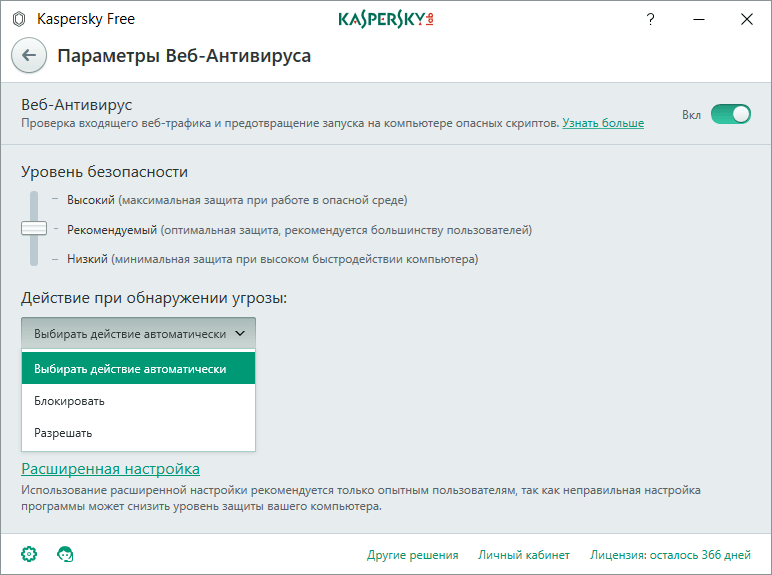 Kaspersky Free
KASPERSKY lab
?
Параметры Веб-Антивируса
Веб-Антивирус
Проверка входящего веб-трафика и предотвращение запуска на компьютере опасных скриптов. Узнать больше
Вкл
Уровень безопасности
Высокий (максимальная защита при работе в опасной среде)
Рекомендуемый (оптимальная защита, рекомендуется большинству пользователей)
Низкий (минимальная защита при высоком быстродействии компьютера)
Действие при обнаружении угрозы:
Выбирать действие автоматически
Выбирать действие автоматически
Блокировать
Разрешать
Расширенная настройка
Использование расширенной настройки рекомендуется только опытным пользователям, так как неправильная настройка
программы может снизить уровень защиты вашего компьютера.
Другие решения
Личный кабинет
Лицензия: осталось 366 дней